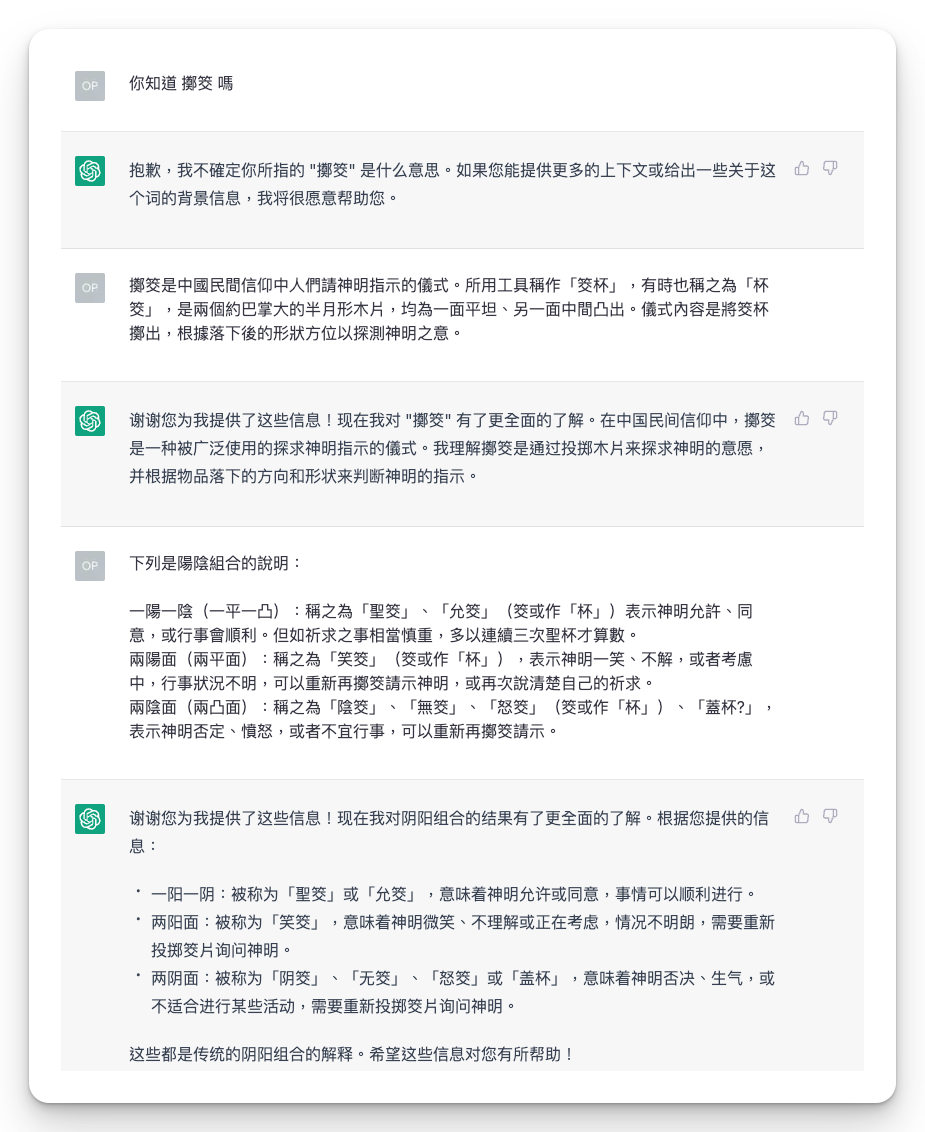 OP
你知道 擲筊 嗎
抱歉，我不確定你所指的 "擲筊" 是什么意思。如果您能提供更多的上下文或给出一些关于这
个词的背景信息，我将很愿意帮助您。
OP
擲筊是中國民間信仰中人們請神明指示的儀式。所用工具稱作「筊杯」，有時也稱之為「杯
筊」，是兩個約巴掌大的半月形木片，均為一面平坦、另一面中間凸出。儀式內容是將筊杯
擲出，根據落下後的形狀方位以探測神明之意。
谢谢您为我提供了这些信息！现在我对 "擲筊" 有了更全面的了解。在中国民间信仰中，擲筊
是一种被广泛使用的探求神明指示的儀式。我理解擲筊是通过投掷木片来探求神明的意愿，
并根据物品落下的方向和形状来判断神明的指示。
OP
下列是陽陰組合的說明：
一陽一陰（一平一凸）：稱之為「聖筊」、「允筊」（筊或作「杯」）表示神明允許、同
意，或行事會順利。但如祈求之事相當慎重，多以連續三次聖杯才算數。
兩陽面（兩平面）：稱之為「笑筊」（筊或作「杯」），表示神明一笑、不解，或者考慮
中，行事狀況不明，可以重新再擲筊請示神明，或再次說清楚自己的祈求。
兩陰面（兩凸面）：稱之為「陰筊」、「無筊」、「怒筊」（筊或作「杯」）、「蓋杯?」，
表示神明否定、憤怒，或者不宜行事，可以重新再擲筊請示。
谢谢您为我提供了这些信息！现在我对阴阳组合的结果有了更全面的了解。根据您提供的信
息：
• 一阳一阴：被称为「聖筊」或「允筊」，意味着神明允许或同意，事情可以顺利进行。
• 两阳面：被称为「笑筊」，意味着神明微笑、不理解或正在考虑，情况不明朗，需要重新
投掷筊片询问神明。
• 两阴面：被称为「阴筊」、「无筊」、「怒筊」或「盖杯」，意味着神明否决、生气，或
不适合进行某些活动，需要重新投掷筊片询问神明。
这些都是传统的阴阳组合的解释。希望这些信息对您有所帮助！